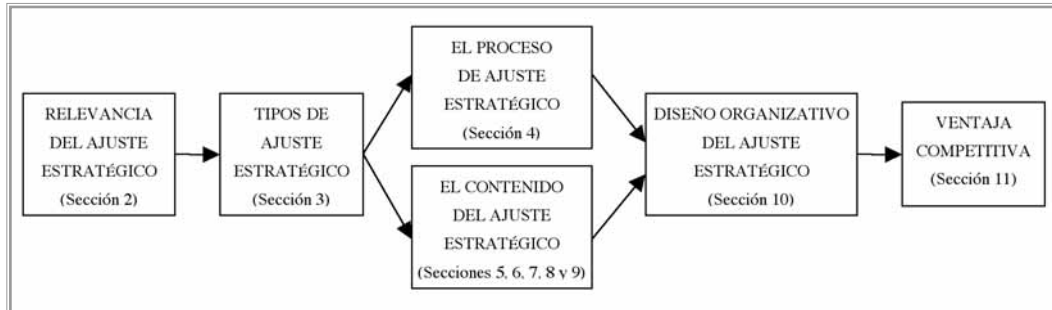 RELEVANCIA
DEL AJUSTE
ESTRATÉGICO
(Sección 2)
TIPOS DE
AJUSTE
ESTRATÉGICO
(Sección 3)
EL PROCESO
DE AJUSTE
ESTRATÉGICO
(Sección 4)
EL CONTENIDO
DEL AJUSTE
ESTRATÉGICO
(Secciones 5, 6, 7, 8 y 9)
DISEÑO ORGANIZATIVO
DEL AJUSTE
ESTRATÉGICO
(Sección 10)
VENTAJA
COMPETITIVA
(Sección 11)